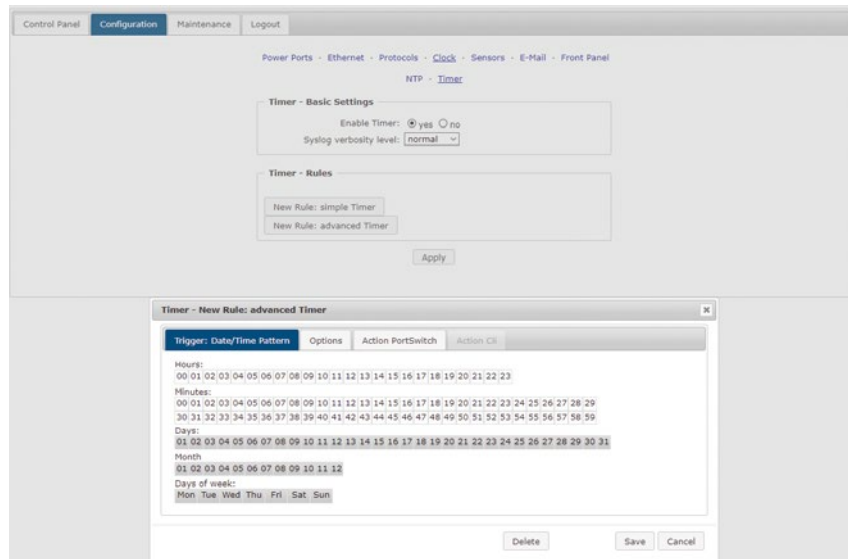 Control Panel Configuration Maintenance Logout
Power Ports · Ethernet · Protocols · Clock · Sensors · E-Mail · Front Panel
NTP · Timer
Timer - Basic Settings
Enable Timer: yes no
Syslog verbosity level: normal
Timer - Rules
New Rule: simple Timer
New Rule: advanced Timer
Apply
Timer - New Rule: advanced Timer
Trigger: Date/Time Pattern Options Action PortSwitch Action Cli
Hours:
00 01 02 03 04 05 06 07 08 09 10 11 12 13 14 15 16 17 18 19 20 21 22 23
Minutes:
00 01 02 03 04 05 06 07 08 09 10 11 12 13 14 15 16 17 18 19 20 21 22 23 24 25 26 27 28 29
30 31 32 33 34 35 36 37 38 39 40 41 42 43 44 45 46 47 48 49 50 51 52 53 54 55 56 57 58 59
Days:
01 02 03 04 05 06 07 08 09 10 11 12 13 14 15 16 17 18 19 20 21 22 23 24 25 26 27 28 29 30 31
Month
01 02 03 04 05 06 07 08 09 10 11 12
Days of week:
Mon Tue Wed Thu Fri Sat Sun
Delete Save Cancel